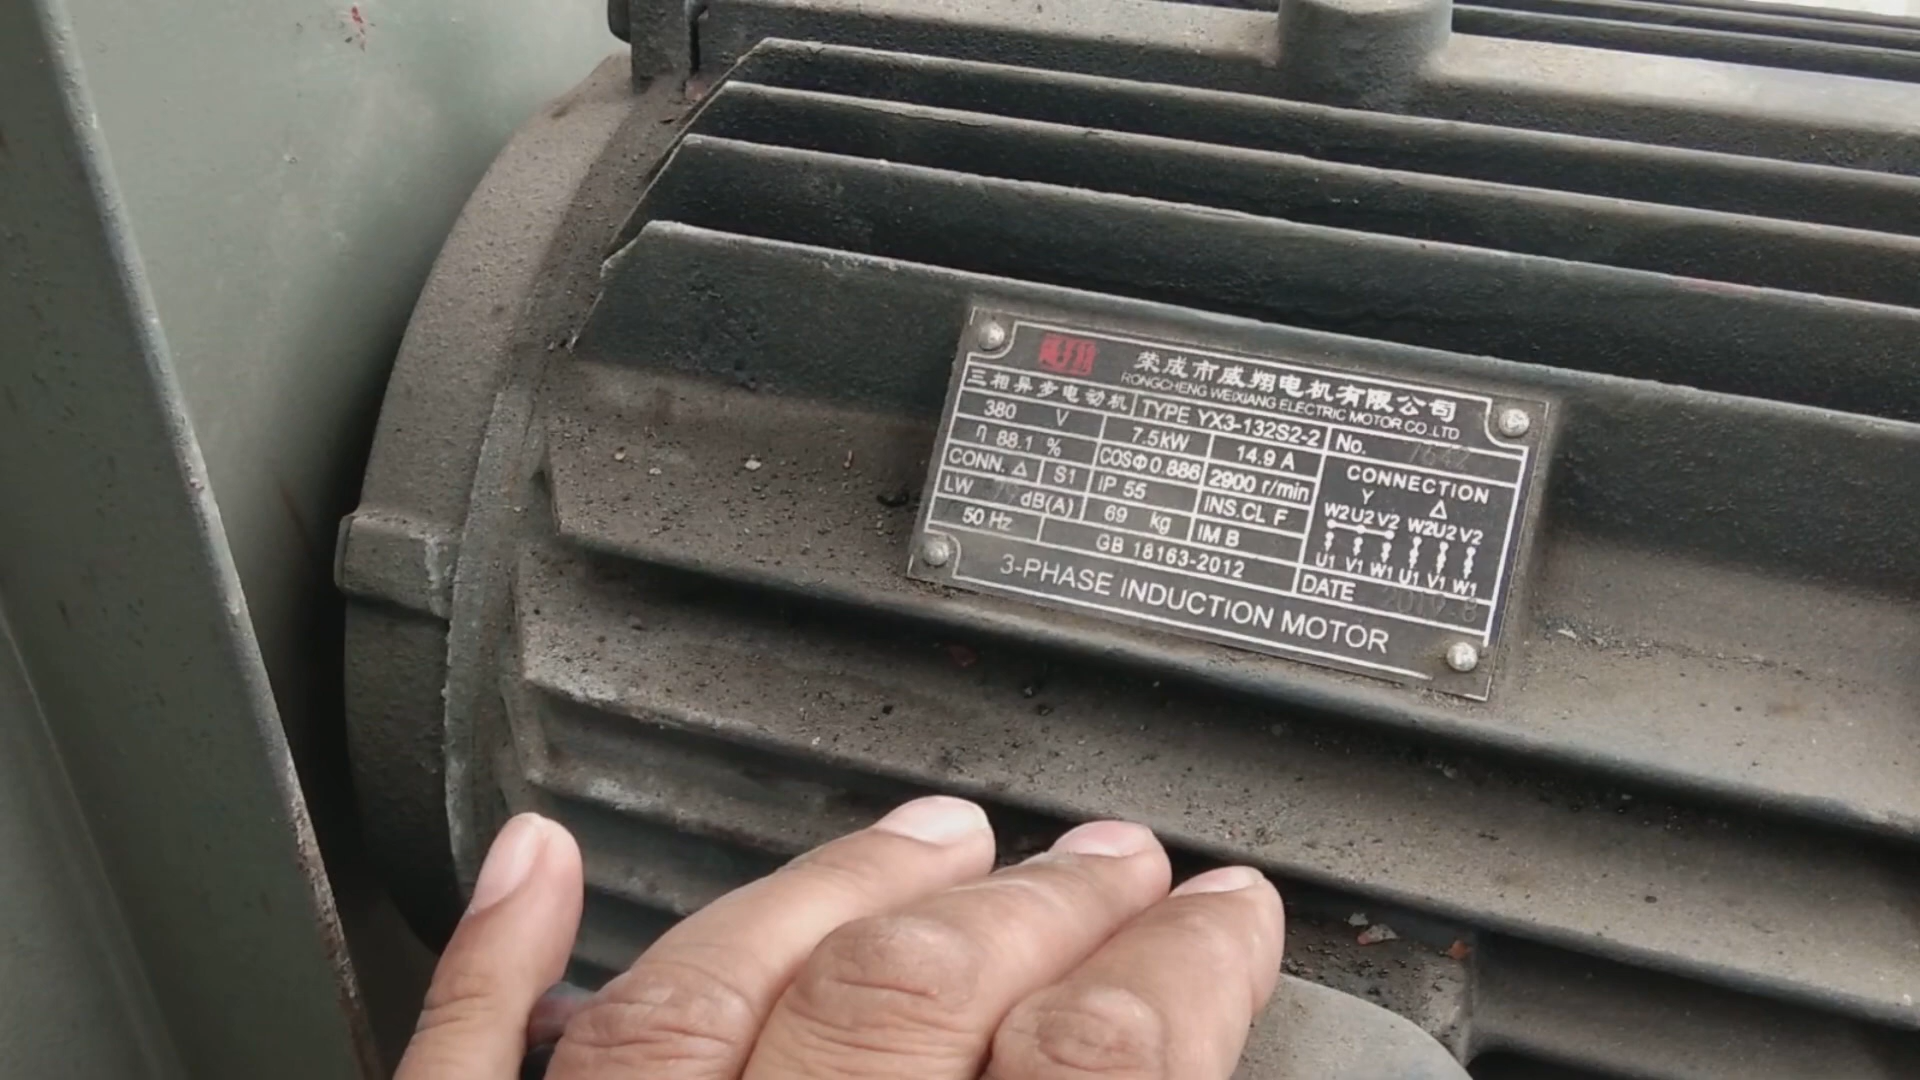 荣成市威翔电机有限公司
RONGCHENG WEIXIANG ELECTRIC MOTOR CO.,LTD
三相异步电动机 TYPE YX3-132S2-2 No.
380 V 7.5kW 14.9 A
η 88.1 % COSΦ 0.886 2900 r/min
CONN. △ S1 IP 55 INS.CL F
LW dB(A) 69 kg IM B
50 Hz GB 18163-2012
CONNECTION
Y △
W2 U2 V2 W2 U2 V2
U1 V1 W1 U1 V1 W1
DATE
3-PHASE INDUCTION MOTOR